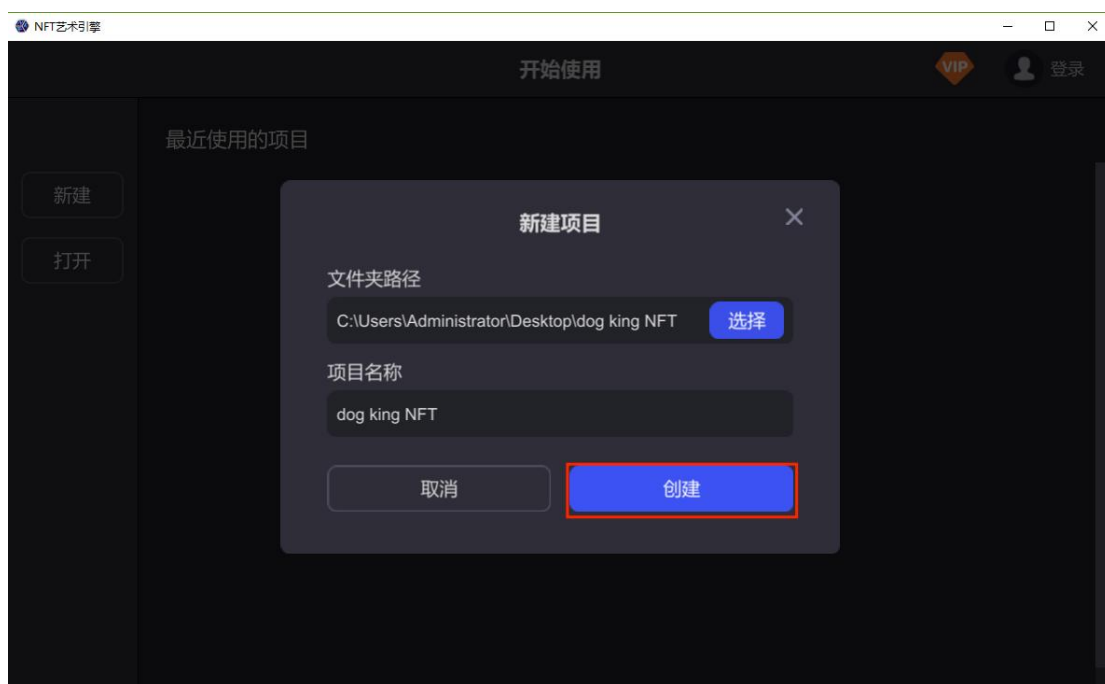 NFT艺术引擎
开始使用
VIP
登录
最近使用的项目
新建
打开
新建项目
文件夹路径
C:\Users\Administrator\Desktop\dog king NFT
选择
项目名称
dog king NFT
取消
创建